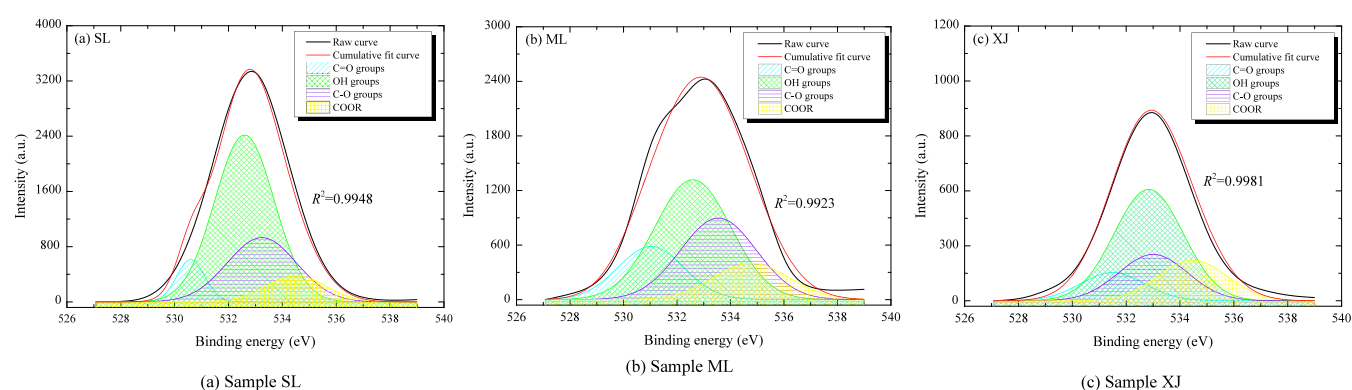 (a) SL
4000
3200
2400
1600
800
0
Intensity (a.u.)
Raw curve
Cumulative fit curve
C=O groups
OH groups
C-O groups
COOR
R²=0.9948
526 528 530 532 534 536 538 540
Binding energy (eV)
(a) Sample SL
(b) ML
3000
2400
1800
1200
600
0
Intensity (a.u.)
Raw curve
Cumulative fit curve
C=O groups
OH groups
C-O groups
COOR
R²=0.9923
526 528 530 532 534 536 538 540
Binding energy (eV)
(b) Sample ML
(c) XJ
1200
1000
800
600
300
0
Intensity (a.u.)
Raw curve
Cumulative fit curve
C=O groups
OH groups
C-O groups
COOR
R²=0.9981
526 528 530 532 534 536 538 540
Binding energy (eV)
(c) Sample XJ